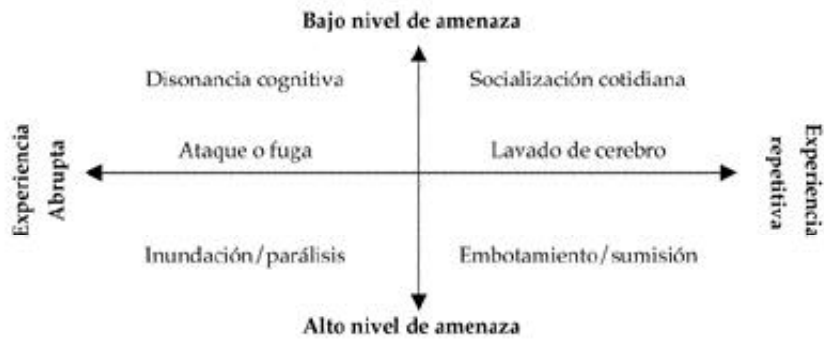 Bajo nivel de amenaza
Disonancia cognitiva
Socialización cotidiana
Experiencia
Abrupta
Ataque o fuga
Lavado de cerebro
Experiencia
repetitiva
Inundación/parálisis
Embotamiento/sumisión
Alto nivel de amenaza